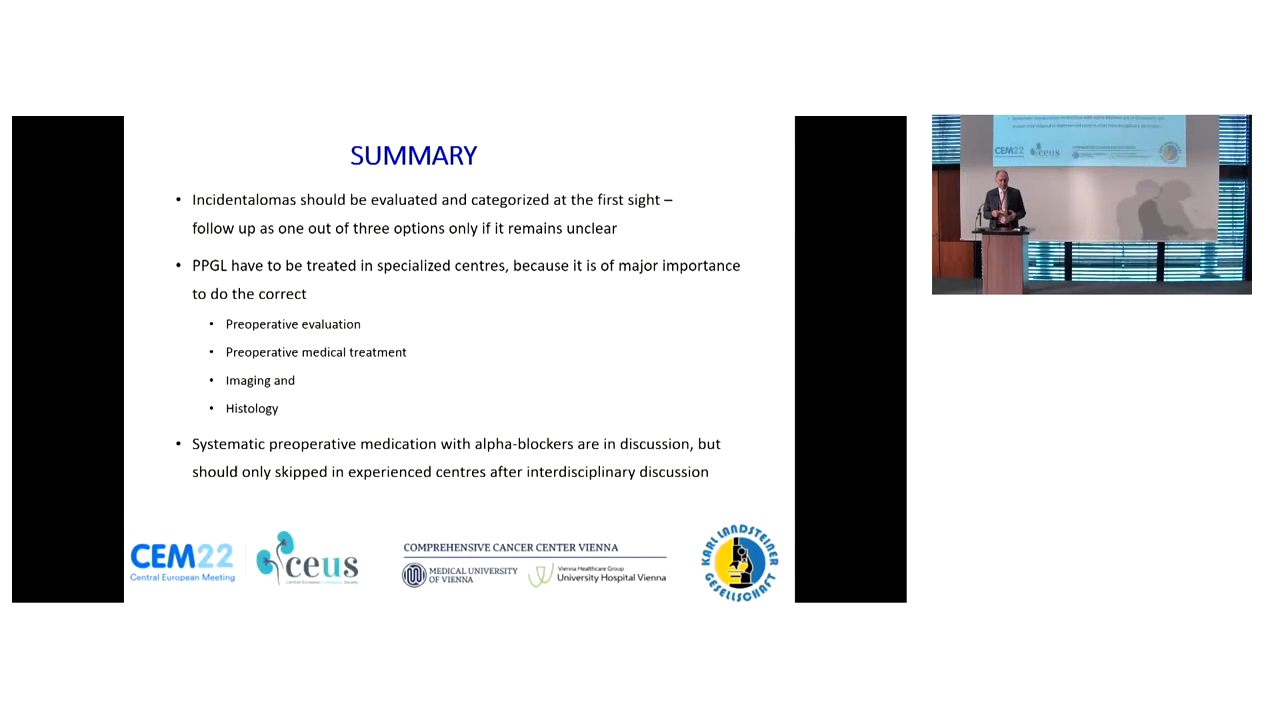 SUMMARY
• Incidentalomas should be evaluated and categorized at the first sight –
follow up as one out of three options only if it remains unclear
• PPGL have to be treated in specialized centres, because it is of major importance
to do the correct
• Preoperative evaluation
• Preoperative medical treatment
• Imaging and
• Histology
• Systematic preoperative medication with alpha-blockers are in discussion, but
should only skipped in experienced centres after interdisciplinary discussion
CEM22
Central European Meeting
ceus
COMPREHENSIVE CANCER CENTER VIENNA
MEDICAL UNIVERSITY
OF VIENNA
Vienna Healthcare Group
University Hospital Vienna
KARL LANDSTEINER
GESELLSCHAFT
CEM22
ceus